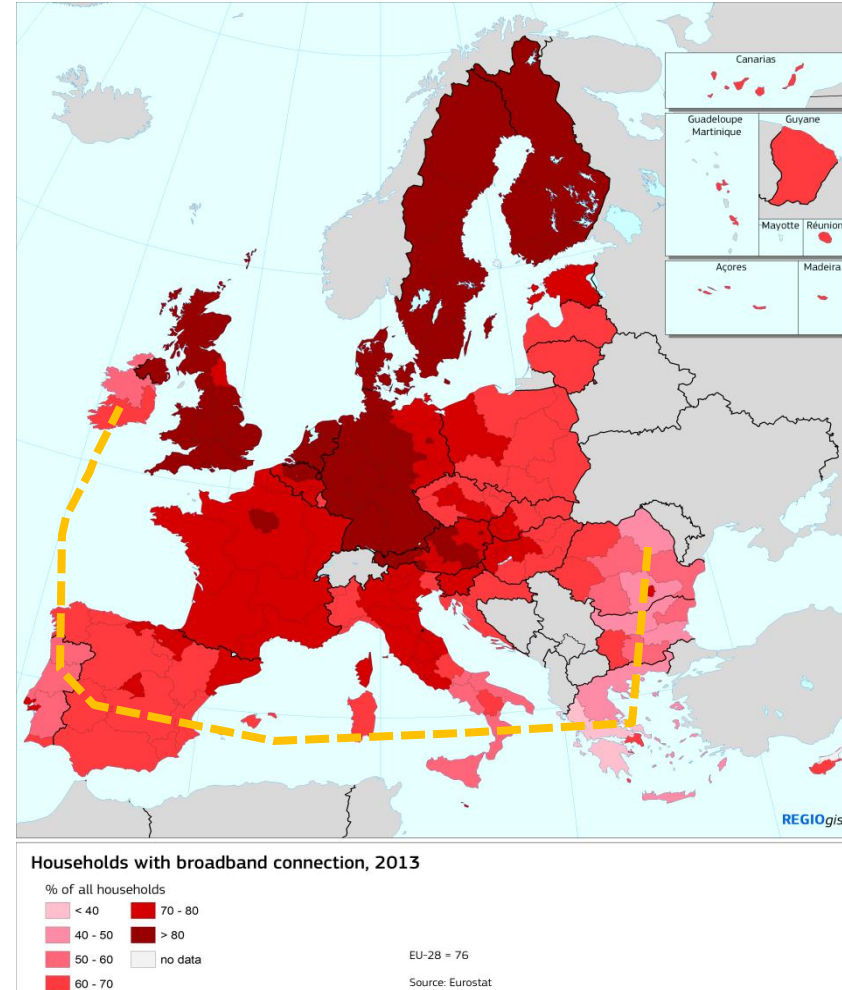 Canarias
Guadeloupe
Martinique
Guyane
Mayotte
Réunion
Açores
Madeira
REGIOgis
Households with broadband connection, 2013
% of all households
< 40
40 - 50
50 - 60
60 - 70
70 - 80
> 80
no data
EU-28 = 76
Source: Eurostat